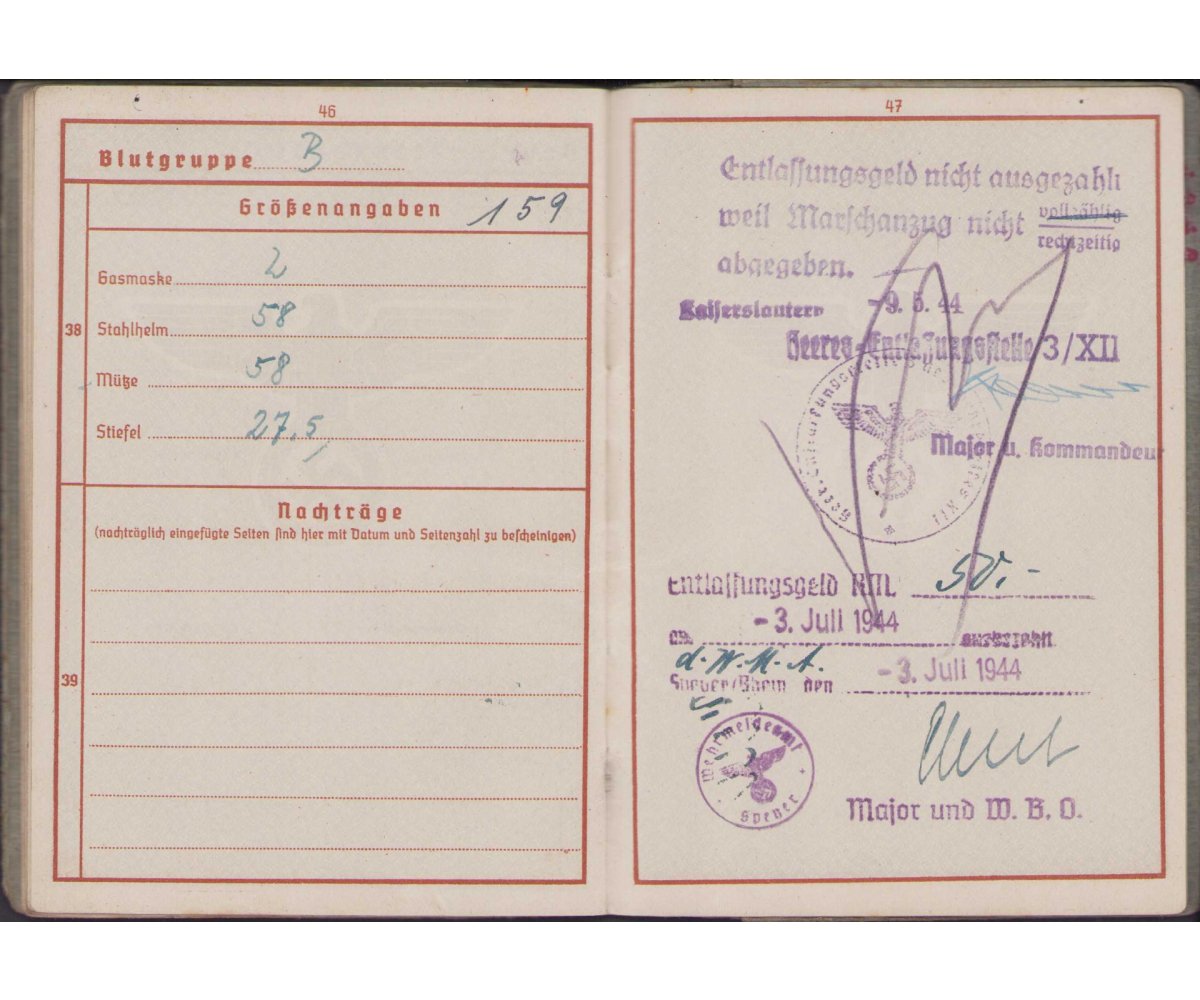 46
Blutgruppe B
Größenangaben 159
38
Gasmaske 2
Stahlhelm 58
Mütze 58
Stiefel 27,5
Nachträge
(nachträglich eingefügte Seiten sind hier mit Datum und Seitenzahl zu bescheinigen)
39
47
Entlassungsgeld nicht ausgezahlt
weil Marschanzug nicht vollzählig
rechtzeitig
abgegeben.
Kaiserslautern -9. 5. 44
Heeres-Entlassungsstelle 3/XII
Major u. Kommandeur
Entlassungsgeld RM. 50.-
am - 3. Juli 1944 ausgezahlt
d. W. M. A.
Speyer/Rhein den - 3. Juli 1944
Wehrmeldeamt
Speyer
Major und W. B. O.